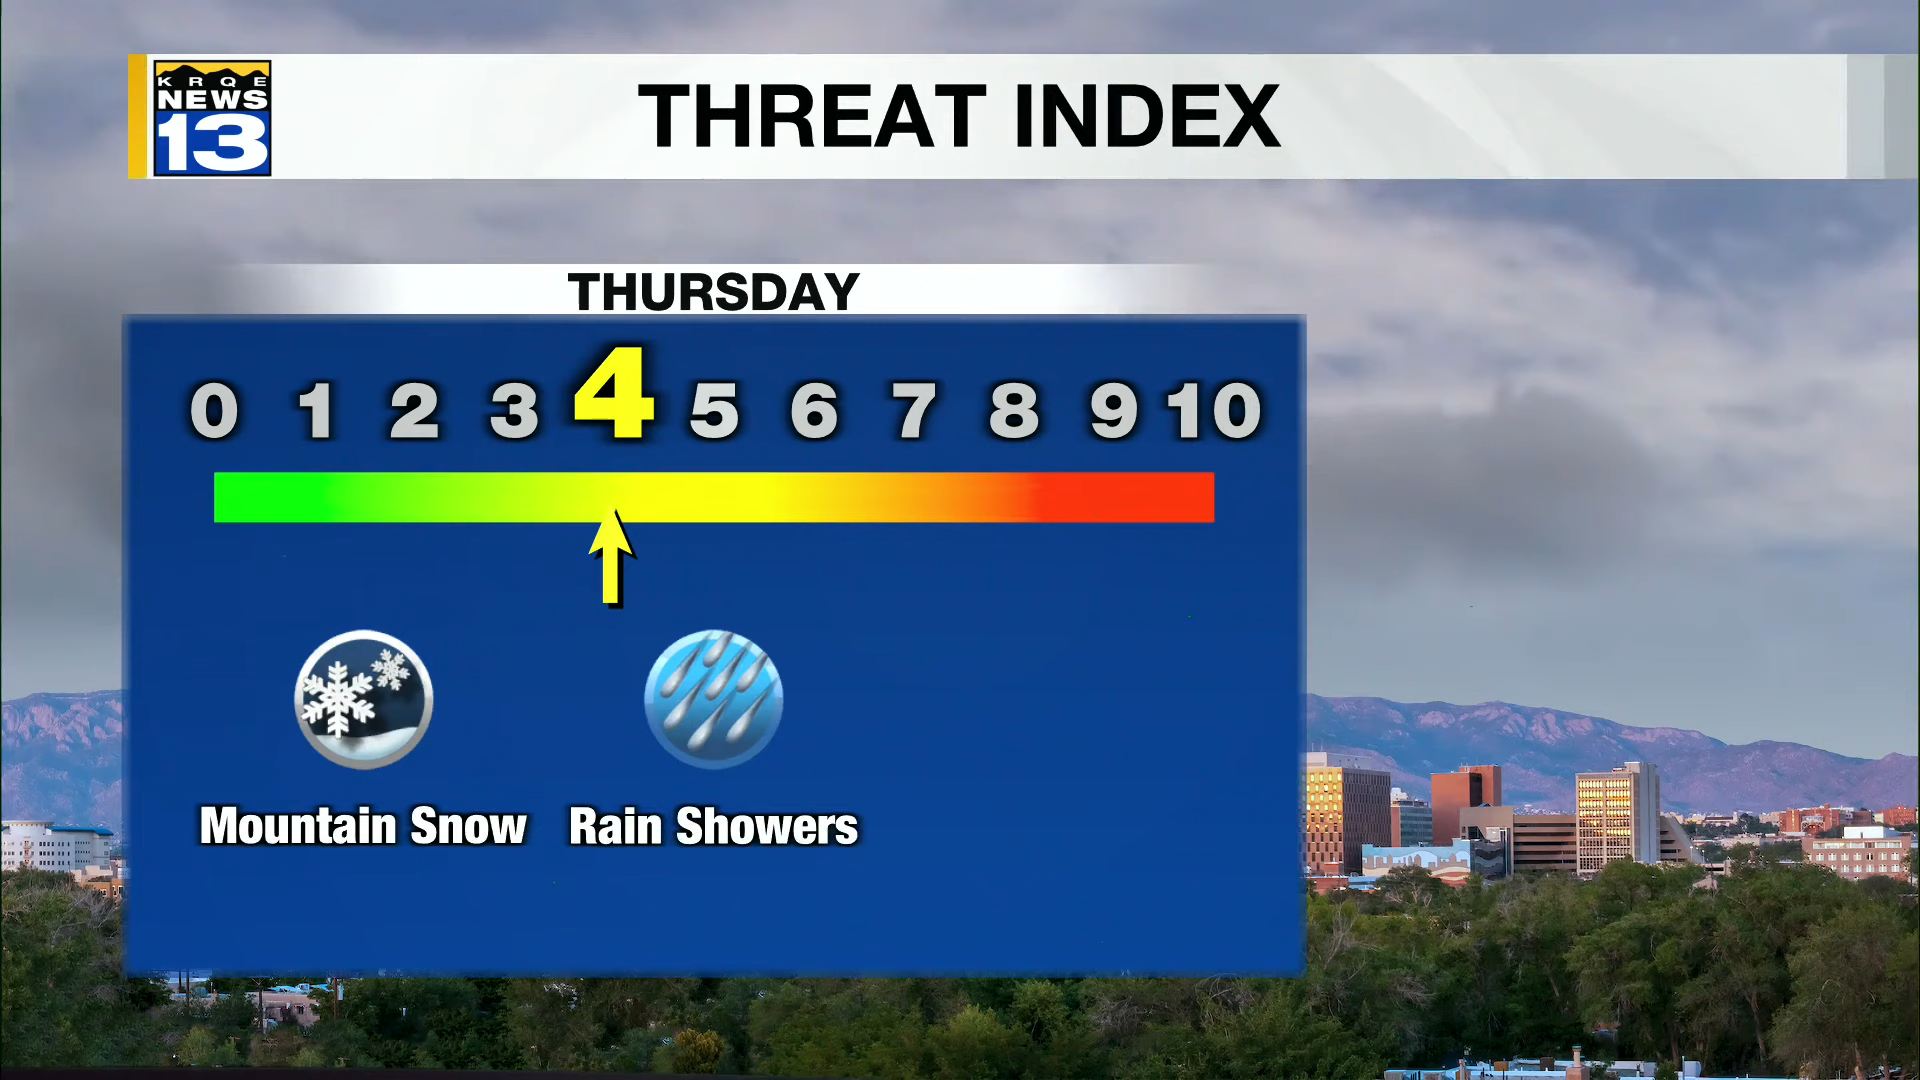 KRQE
NEWS
13
THREAT INDEX
THURSDAY
0 1 2 3 4 5 6 7 8 9 10
Mountain Snow Rain Showers